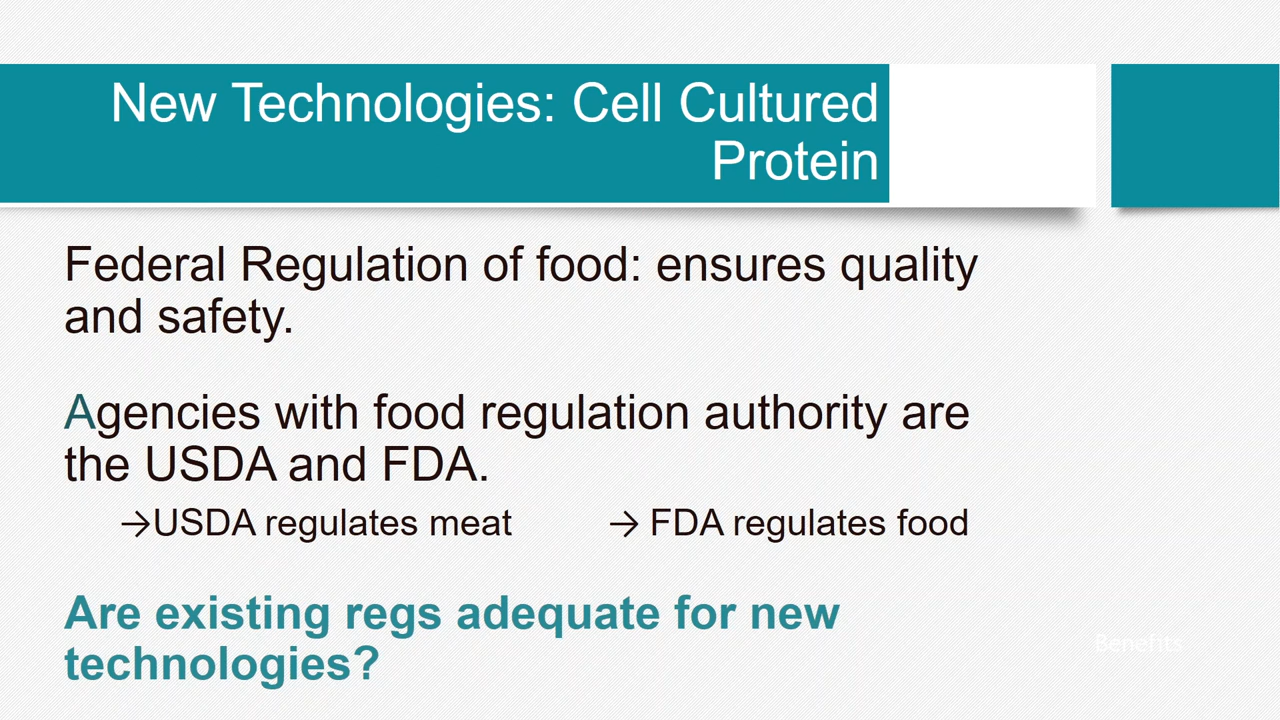 New Technologies: Cell Cultured
Protein
Federal Regulation of food: ensures quality
and safety.
Agencies with food regulation authority are
the USDA and FDA.
→USDA regulates meat → FDA regulates food
Are existing regs adequate for new
technologies?
Benefits